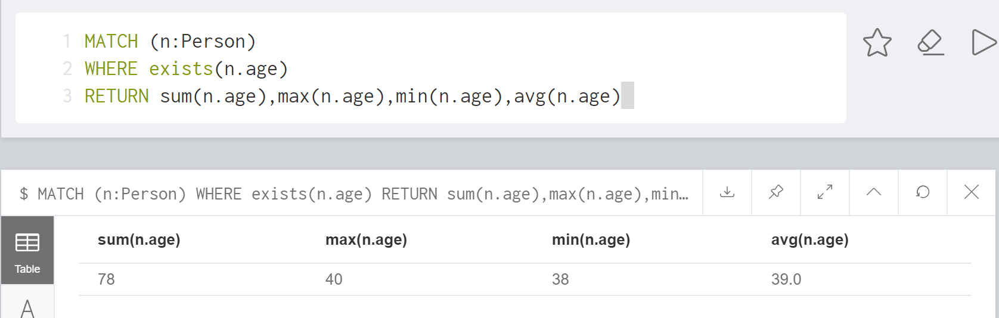 1 MATCH (n:Person)
2 WHERE exists(n.age)
3 RETURN sum(n.age),max(n.age),min(n.age),avg(n.age)
$ MATCH (n:Person) WHERE exists(n.age) RETURN sum(n.age),max(n.age),min…
sum(n.age) max(n.age) min(n.age) avg(n.age)
Table
78 40 38 39.0
A